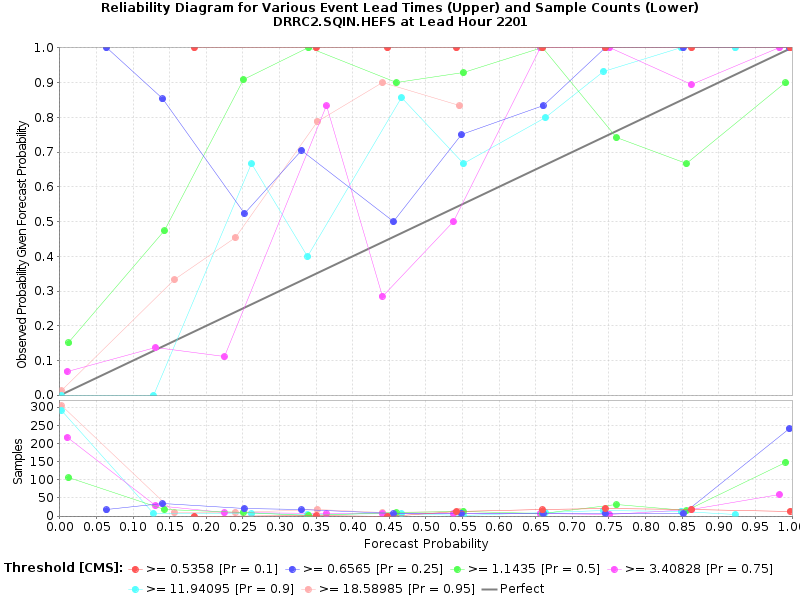 Reliability Diagram for Various Event Lead Times (Upper) and Sample Counts (Lower)
DRRC2.SQIN.HEFS at Lead Hour 2201
Observed Probability Given Forecast Probability
1.0
0.9
0.8
0.7
0.6
0.5
0.4
0.3
0.2
0.1
0.0
Samples
300
250
200
150
100
50
0
0.00 0.05 0.10 0.15 0.20 0.25 0.30 0.35 0.40 0.45 0.50 0.55 0.60 0.65 0.70 0.75 0.80 0.85 0.90 0.95 1.00
Forecast Probability
Threshold [CMS]: >= 0.5358 [Pr = 0.1] >= 0.6565 [Pr = 0.25] >= 1.1435 [Pr = 0.5] >= 3.40828 [Pr = 0.75]
>= 11.94095 [Pr = 0.9] >= 18.58985 [Pr = 0.95] Perfect